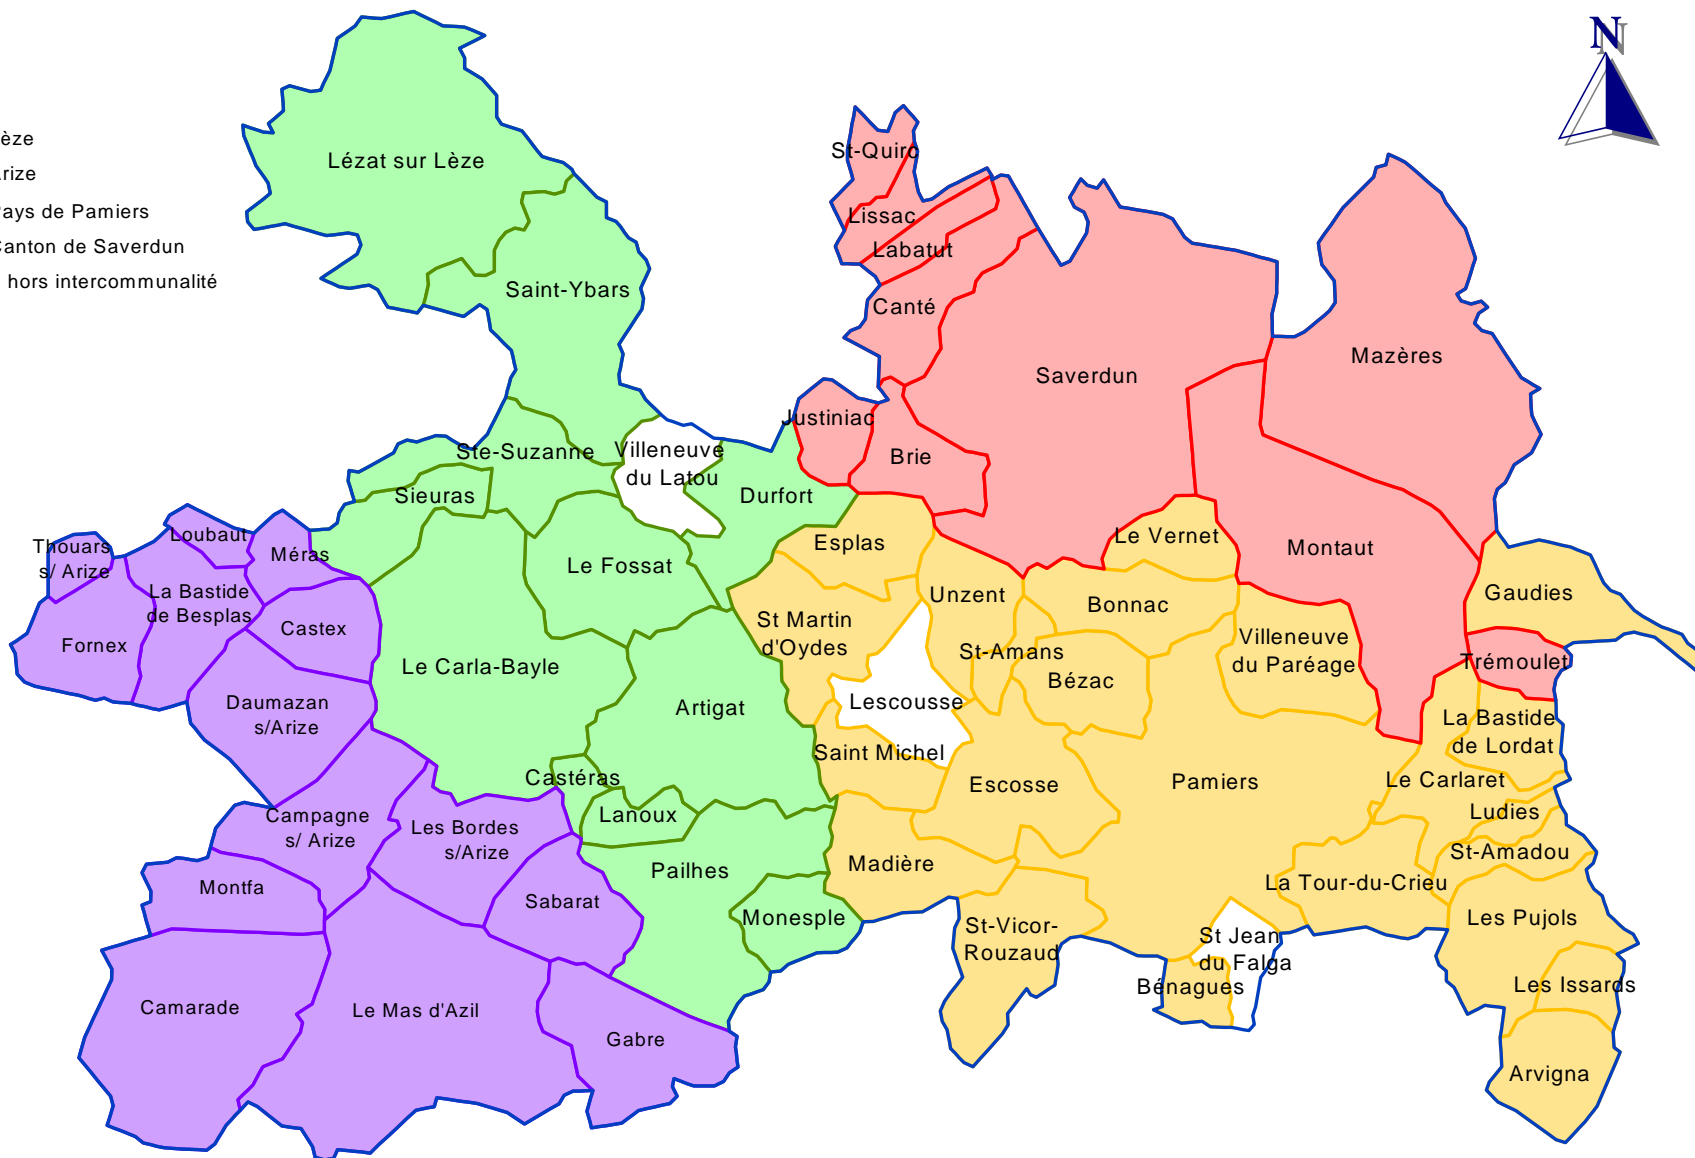 N
èze
rize
ays de Pamiers
anton de Saverdun
hors intercommunalité
Lézat sur Lèze
St-Quirc
Lissac
Labatut
Saint-Ybars
Canté
Mazères
Saverdun
Justiniac
Villeneuve
du Latou
Ste-Suzanne
Brie
Sieuras
Durfort
Loubaut
Thouars
s/ Arize
Méras
Le Fossat
Esplas
Le Vernet
Montaut
La Bastide
de Besplas
Unzent
Bonnac
Gaudies
Castex
St Martin
d'Oydes
Villeneuve
du Paréage
Fornex
Le Carla-Bayle
St-Amans
Bézac
Trémoulet
Daumazan
s/Arize
Artigat
Lescousse
La Bastide
de Lordat
Saint Michel
Castéras
Escosse
Pamiers
Le Carlaret
Campagne
s/ Arize
Les Bordes
s/Arize
Lanoux
Ludies
Montfa
Pailhes
Madière
St-Amadou
Sabarat
La Tour-du-Crieu
Monesple
St-Vicor-
Rouzaud
St Jean
du Falga
Les Pujols
Bénagues
Les Issards
Camarade
Le Mas d'Azil
Gabre
Arvigna